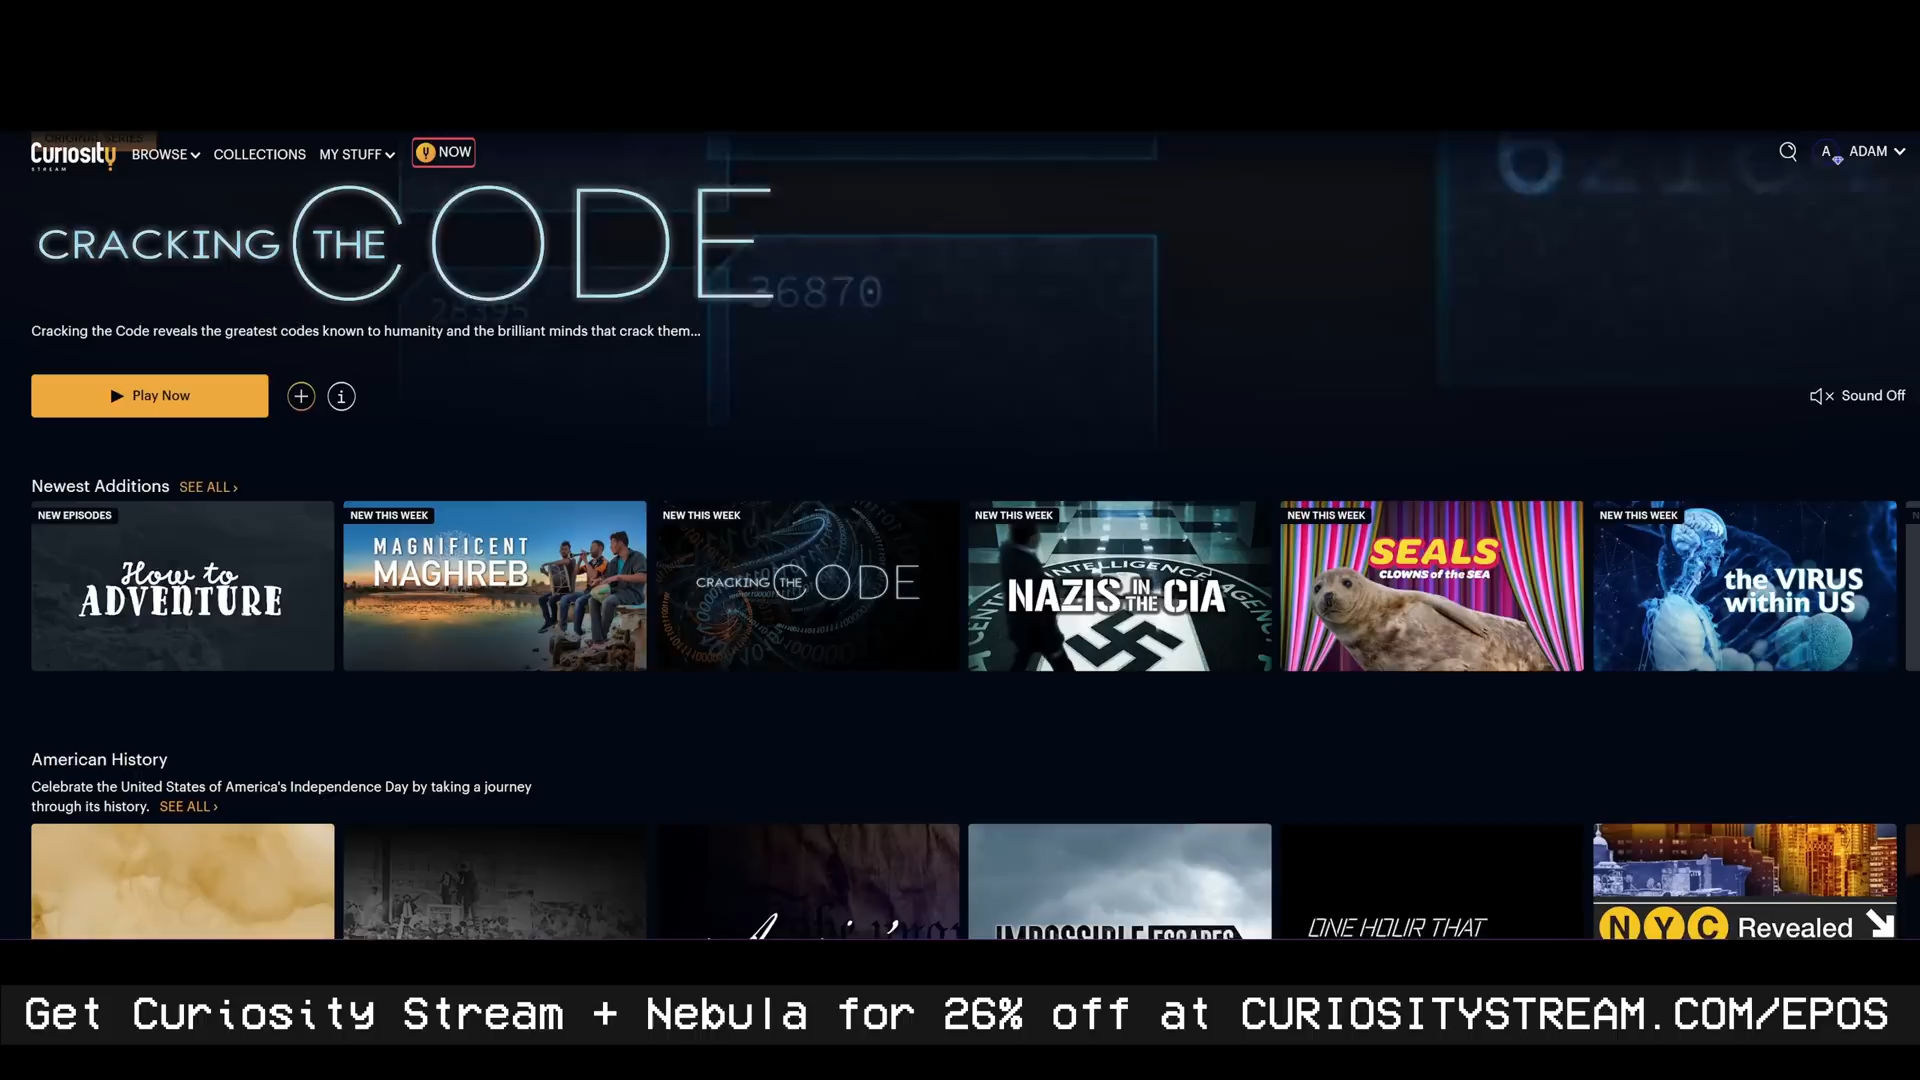 Curiosity
STREAM
BROWSE
COLLECTIONS
MY STUFF
NOW
A
ADAM
CRACKING THE CODE
36870
28395
Cracking the Code reveals the greatest codes known to humanity and the brilliant minds that crack them...
Play Now
Sound Off
Newest Additions SEE ALL ›
NEW EPISODES
How to
ADVENTURE
NEW THIS WEEK
MAGNIFICENT
MAGHREB
NEW THIS WEEK
CRACKING THE CODE
NEW THIS WEEK
NAZIS IN THE CIA
NEW THIS WEEK
SEALS
CLOWNS of the SEA
NEW THIS WEEK
the VIRUS
within US
American History
Celebrate the United States of America's Independence Day by taking a journey
through its history. SEE ALL ›
IMPOSSIBLE ESCAPES
ONE HOUR THAT
NYC Revealed
Get Curiosity Stream + Nebula for 26% off at CURIOSITYSTREAM.COM/EPOS